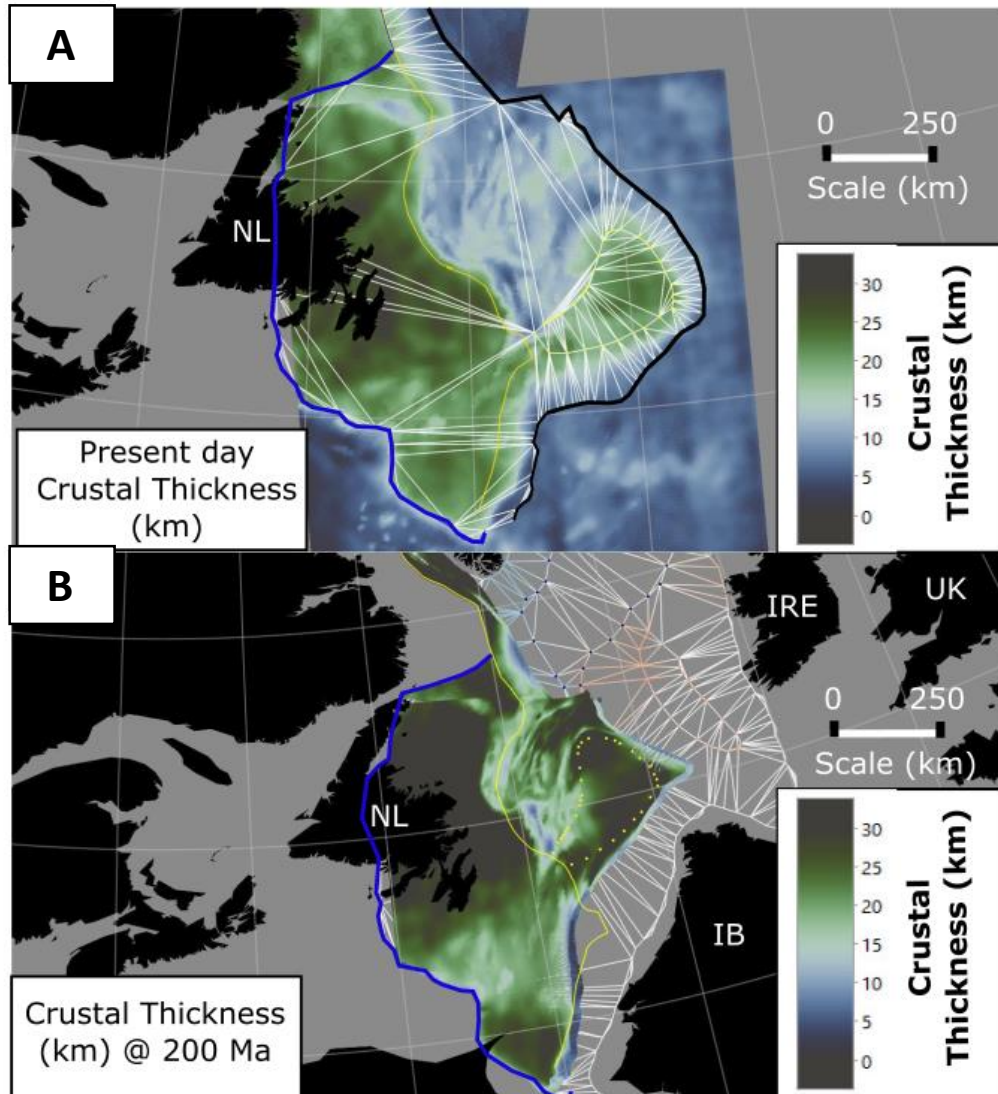 A
0 250
Scale (km)
NL
30
25
20
15
10
5
0
Crustal
Thickness (km)
Present day
Crustal Thickness
(km)
B
IRE
UK
0 250
Scale (km)
NL
IB
30
25
20
15
10
5
0
Crustal
Thickness (km)
Crustal Thickness
(km) @ 200 Ma